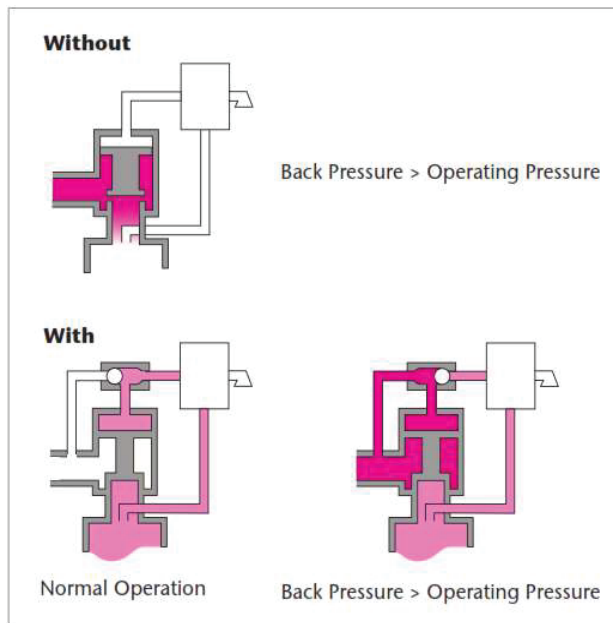 Without
Back Pressure > Operating Pressure
With
Normal Operation
Back Pressure > Operating Pressure